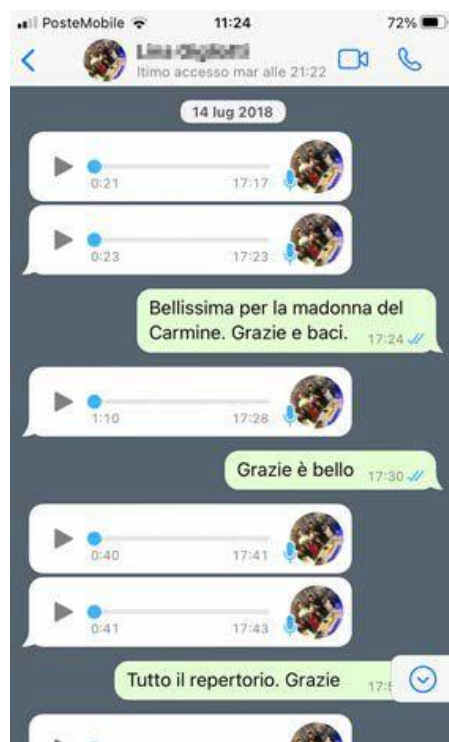 PosteMobile 11:24 72%
ltimo accesso mar alle 21:22
14 lug 2018
0:21 17:17
0:23 17:23
Bellissima per la madonna del
Carmine. Grazie e baci. 17:24
1:10 17:28
Grazie è bello 17:30
0:40 17:41
0:41 17:43
Tutto il repertorio. Grazie